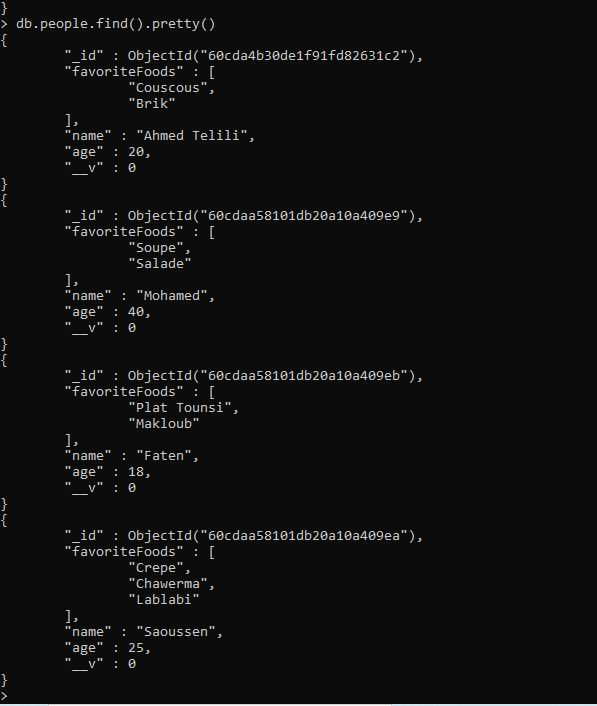 }
> db.people.find().pretty()
{
        "_id" : ObjectId("60cda4b30de1f91fd82631c2"),
        "favoriteFoods" : [
                "Couscous",
                "Brik"
        ],
        "name" : "Ahmed Telili",
        "age" : 20,
        "__v" : 0
}
{
        "_id" : ObjectId("60cdaa58101db20a10a409e9"),
        "favoriteFoods" : [
                "Soupe",
                "Salade"
        ],
        "name" : "Mohamed",
        "age" : 40,
        "__v" : 0
}
{
        "_id" : ObjectId("60cdaa58101db20a10a409eb"),
        "favoriteFoods" : [
                "Plat Tounsi",
                "Makloub"
        ],
        "name" : "Faten",
        "age" : 18,
        "__v" : 0
}
{
        "_id" : ObjectId("60cdaa58101db20a10a409ea"),
        "favoriteFoods" : [
                "Crepe",
                "Chawerma",
                "Lablabi"
        ],
        "name" : "Saoussen",
        "age" : 25,
        "__v" : 0
}
>